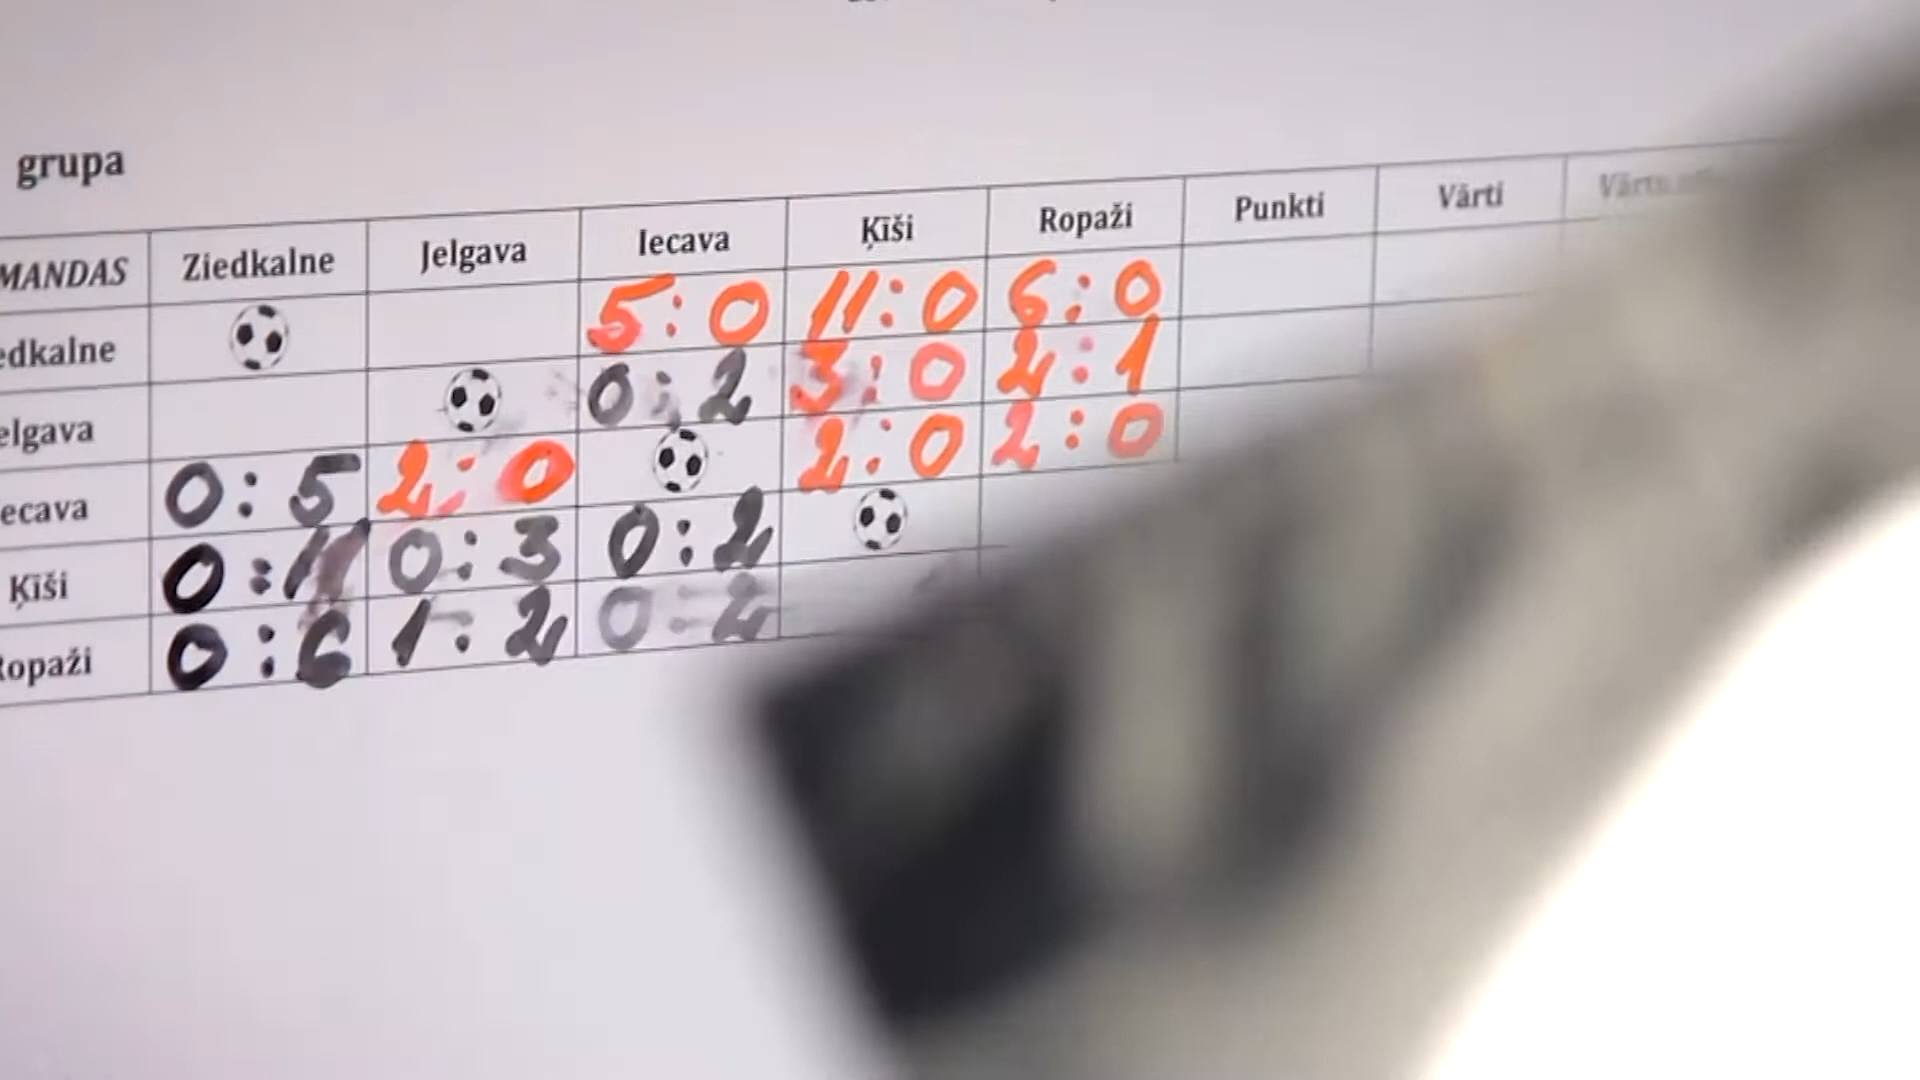 grupa
MANDAS Ziedkalne Jelgava Iecava Ķīši Ropaži Punkti Vārti
edkalne 5:0 11:0 6:0
elgava 0:2 3:0 2:1
ecava 0:5 2:0 2:0 2:0
Ķīši 0:11 0:3 0:2
Ropaži 0:6 1:2 0:2